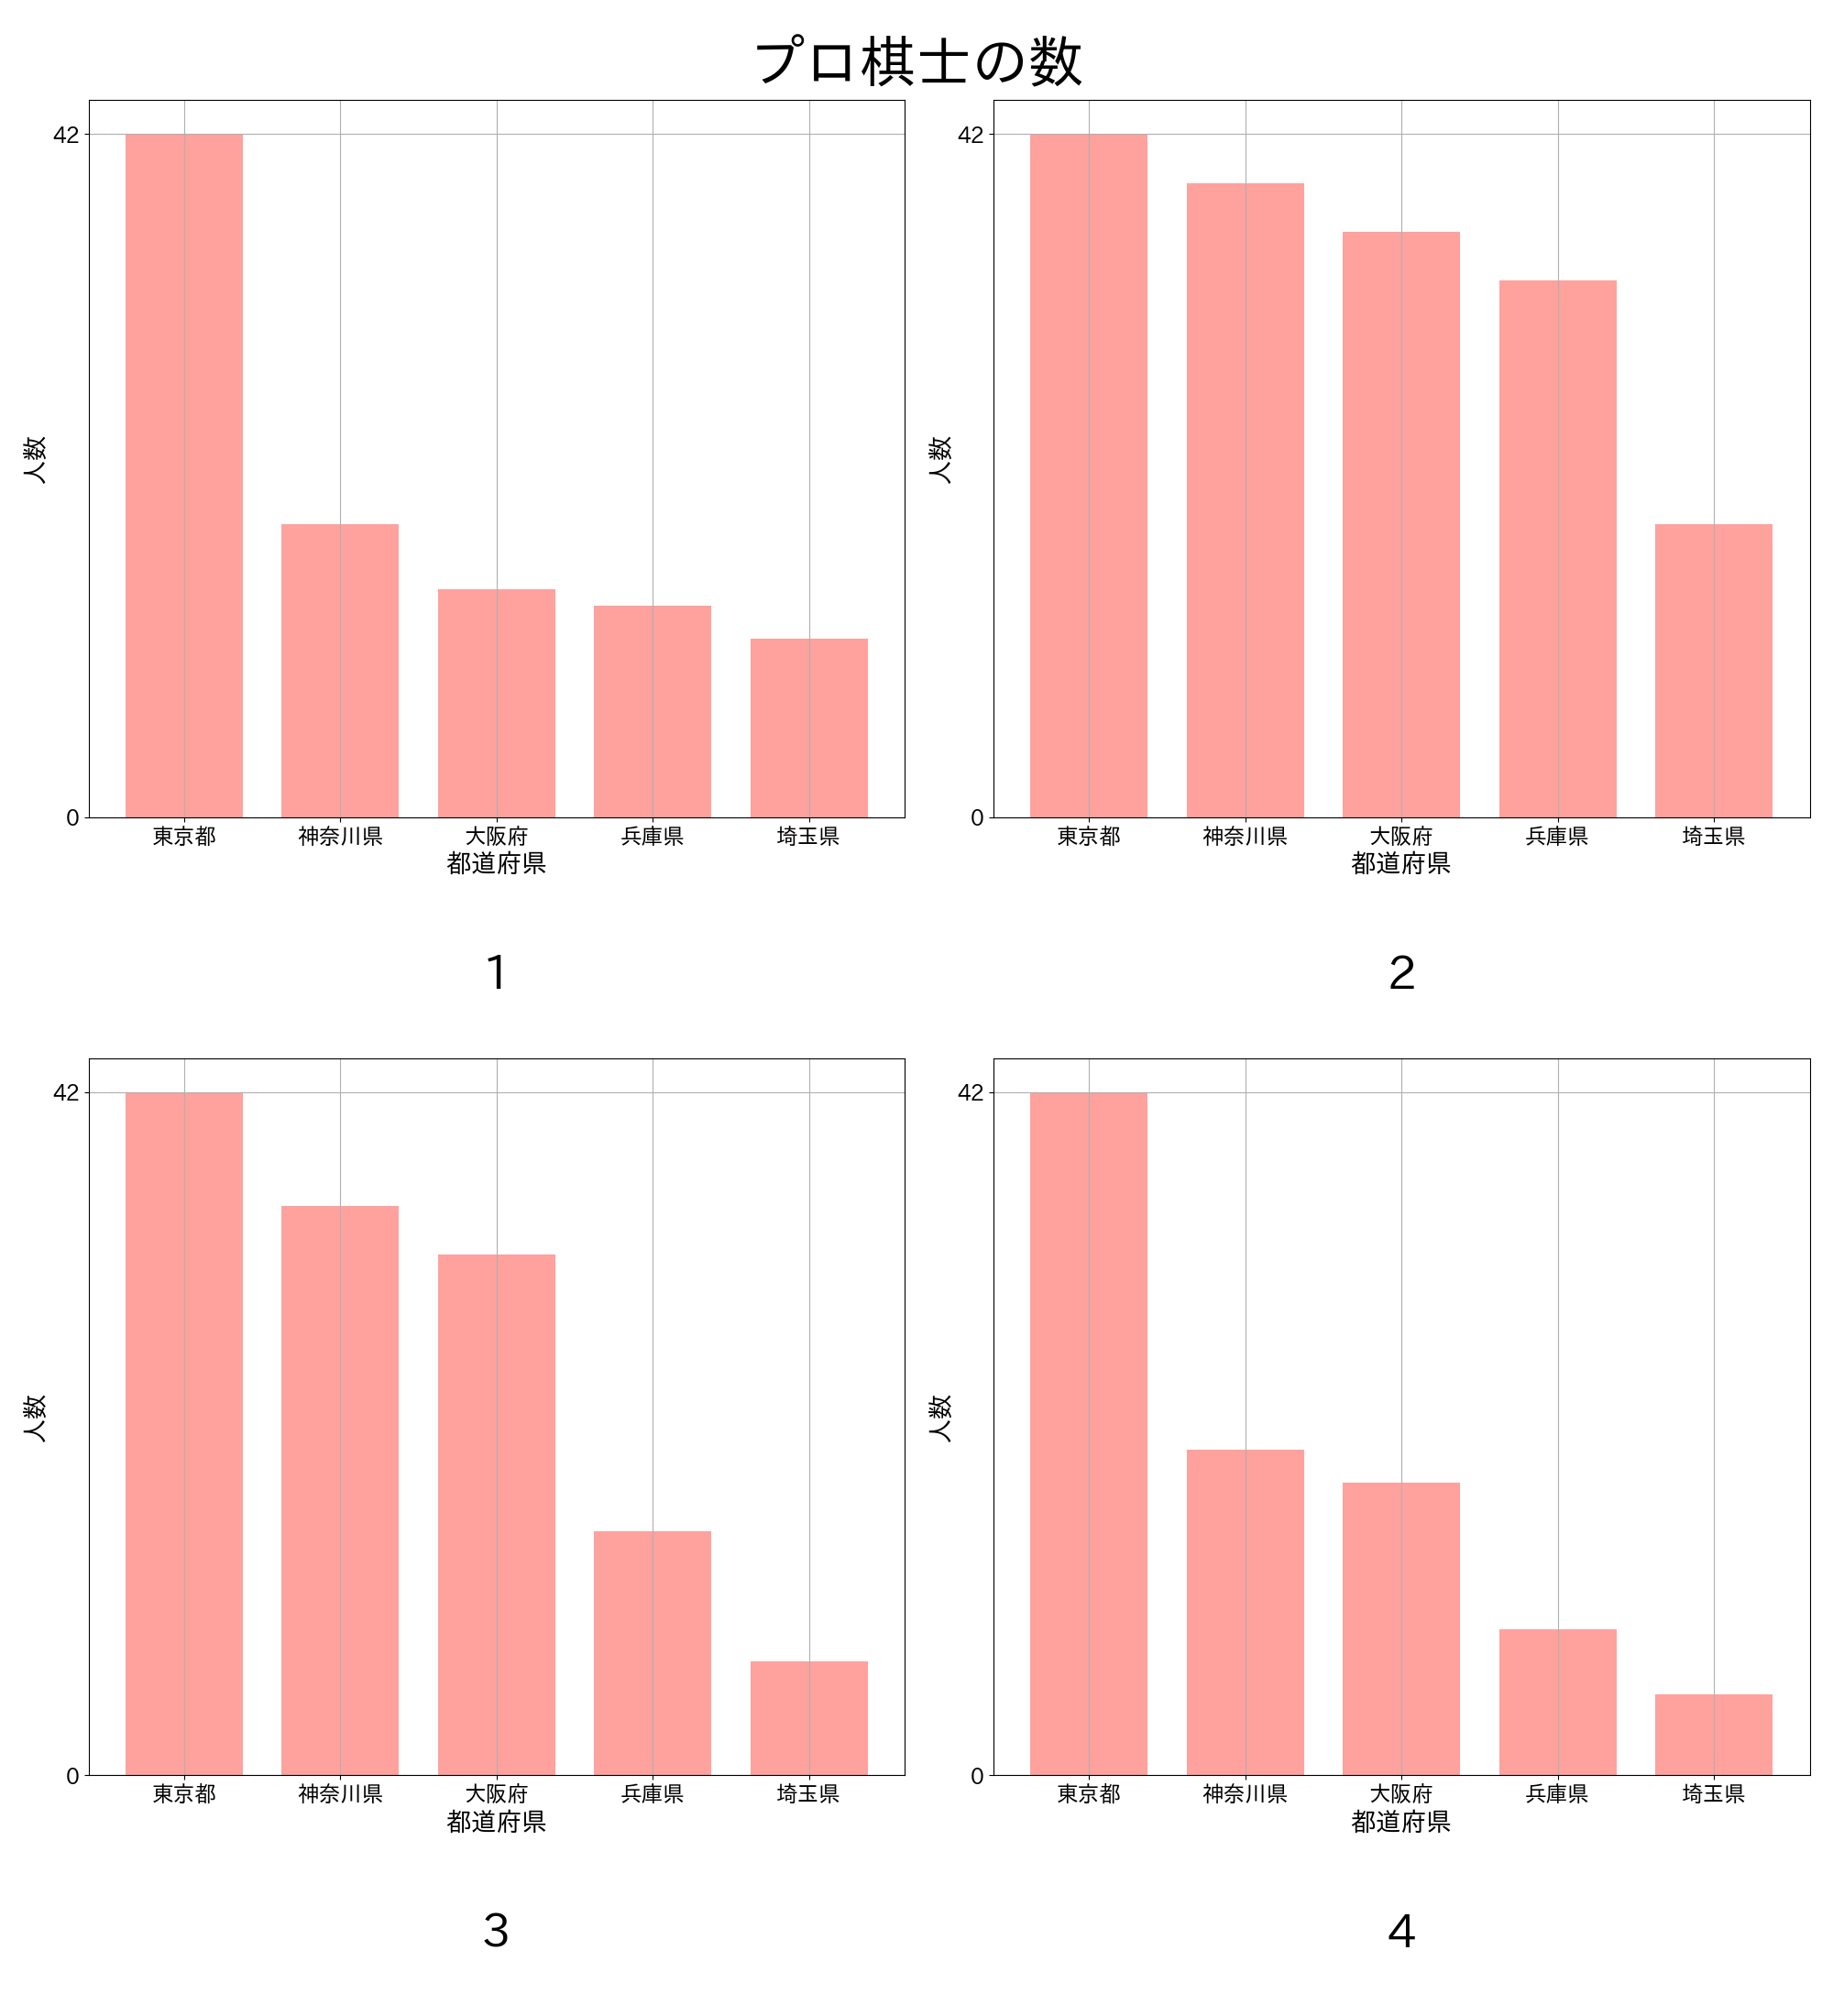 プロ棋士の数
42
0
人数
東京都 神奈川県 大阪府 兵庫県 埼玉県
都道府県
1
42
0
人数
東京都 神奈川県 大阪府 兵庫県 埼玉県
都道府県
2
42
0
人数
東京都 神奈川県 大阪府 兵庫県 埼玉県
都道府県
3
42
0
人数
東京都 神奈川県 大阪府 兵庫県 埼玉県
都道府県
4